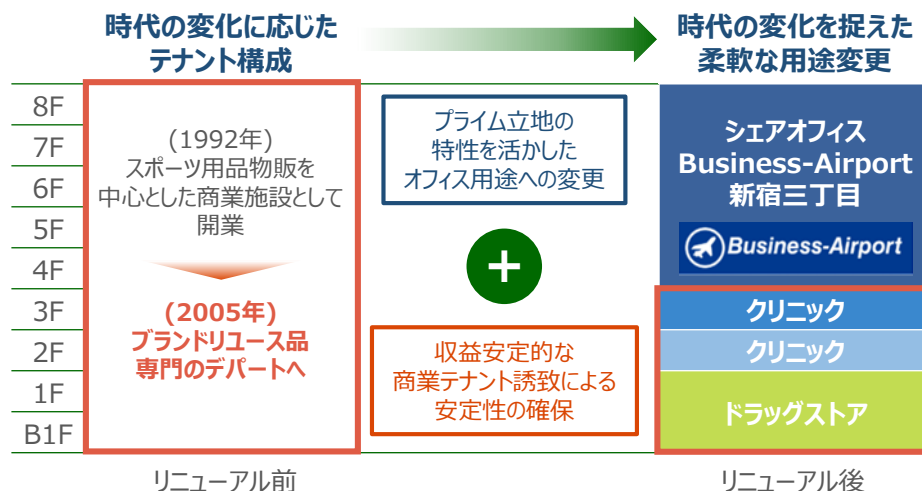 時代の変化に応じた
テナント構成
時代の変化を捉えた
柔軟な用途変更
8F
7F
6F
5F
4F
3F
2F
1F
B1F
(1992年)
スポーツ用品物販を
中心とした商業施設として
開業
(2005年)
ブランドリユース品
専門のデパートへ
リニューアル前
プライム立地の
特性を活かした
オフィス用途への変更
+
収益安定的な
商業テナント誘致による
安定性の確保
シェアオフィス
Business-Airport
新宿三丁目
Business-Airport
クリニック
クリニック
ドラッグストア
リニューアル後